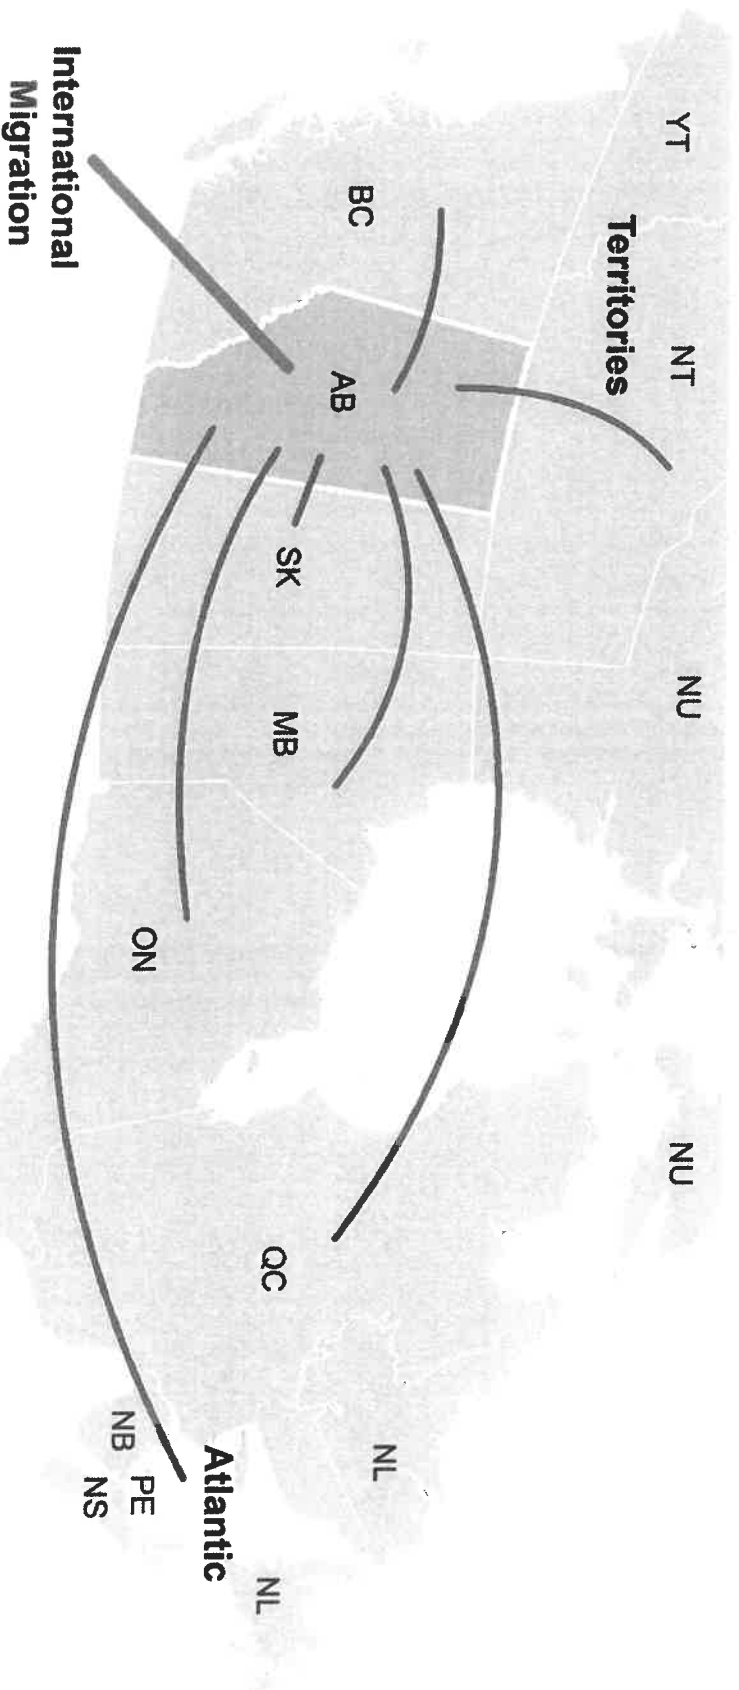 YT
Territories
NT
NU
NU
BC
AB
SK
MB
ON
QC
NL
Atlantic
NL
NB
PE
NS
International
Migration